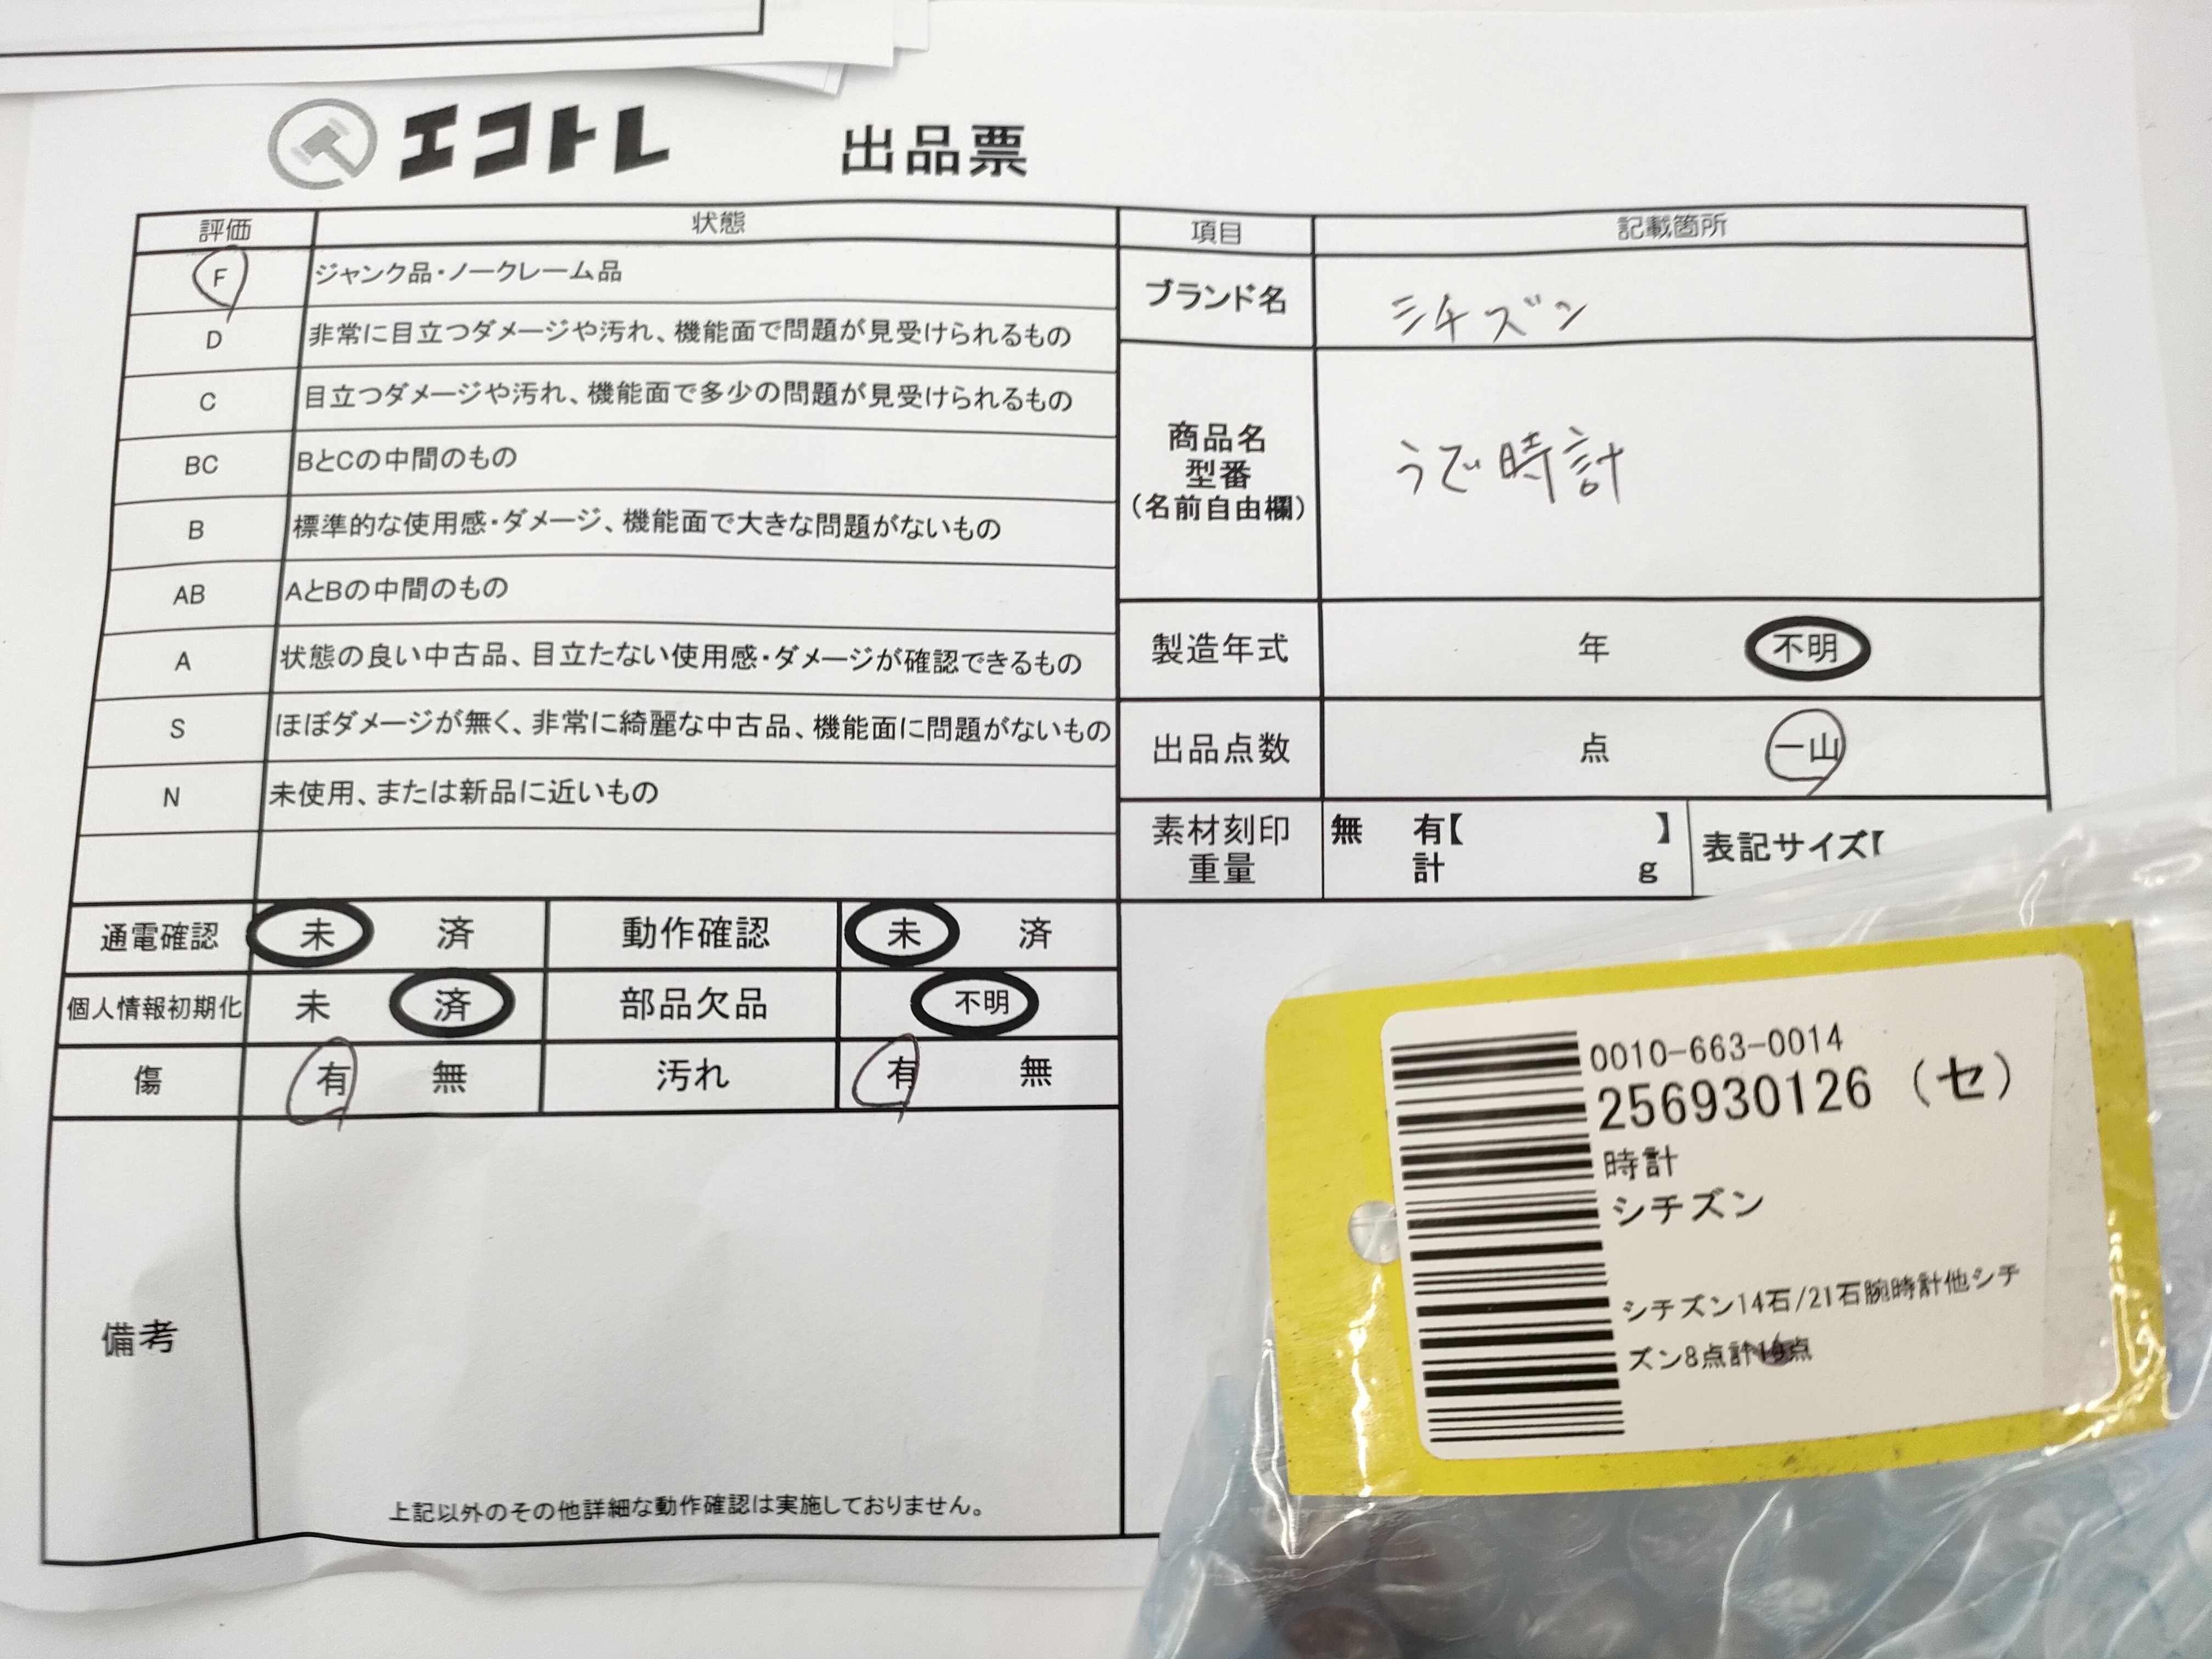 エコトレ 出品票
評価 状態
F ジャンク品・ノークレーム品
D 非常に目立つダメージや汚れ、機能面で問題が見受けられるもの
C 目立つダメージや汚れ、機能面で多少の問題が見受けられるもの
BC BとCの中間のもの
B 標準的な使用感・ダメージ、機能面で大きな問題がないもの
AB AとBの中間のもの
A 状態の良い中古品、目立たない使用感・ダメージが確認できるもの
S ほぼダメージが無く、非常に綺麗な中古品、機能面に問題がないもの
N 未使用、または新品に近いもの
通電確認 未 済 動作確認 未 済
個人情報初期化 未 済 部品欠品 不明
傷 有 無 汚れ 有 無
備考
上記以外のその他詳細な動作確認は実施しておりません。
項目 記載箇所
ブランド名 シチズン
商品名
型番
(名前自由欄)
うで時計
製造年式 年 不明
出品点数 点 一山
素材刻印 無 有【 】
重量 計 g
表記サイズ【
0010-663-0014
256930126 (セ)
時計
シチズン
シチズン14石/21石腕時計他シチ
ズン8点計 点